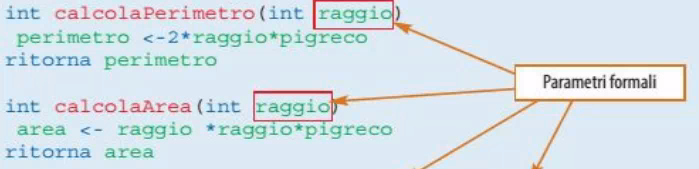 int calcolaPerimetro(int raggio)
perimetro <-2*raggio*pigreco
ritorna perimetro
Parametri formali
int calcolaArea(int raggio)
area <- raggio *raggio*pigreco
ritorna area